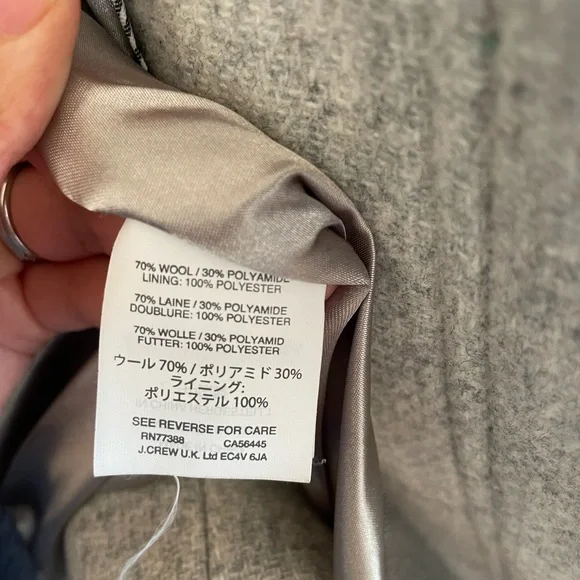 70% WOOL / 30% POLYAMIDE
LINING: 100% POLYESTER
70% LAINE / 30% POLYAMIDE
DOUBLURE: 100% POLYESTER
70% WOLLE / 30% POLYAMID
FUTTER: 100% POLYESTER
ウール 70% / ポリアミド 30%
ライニング:
ポリエステル 100%
SEE REVERSE FOR CARE
RN77388 CA56445
J.CREW U.K. Ltd EC4V 6JA